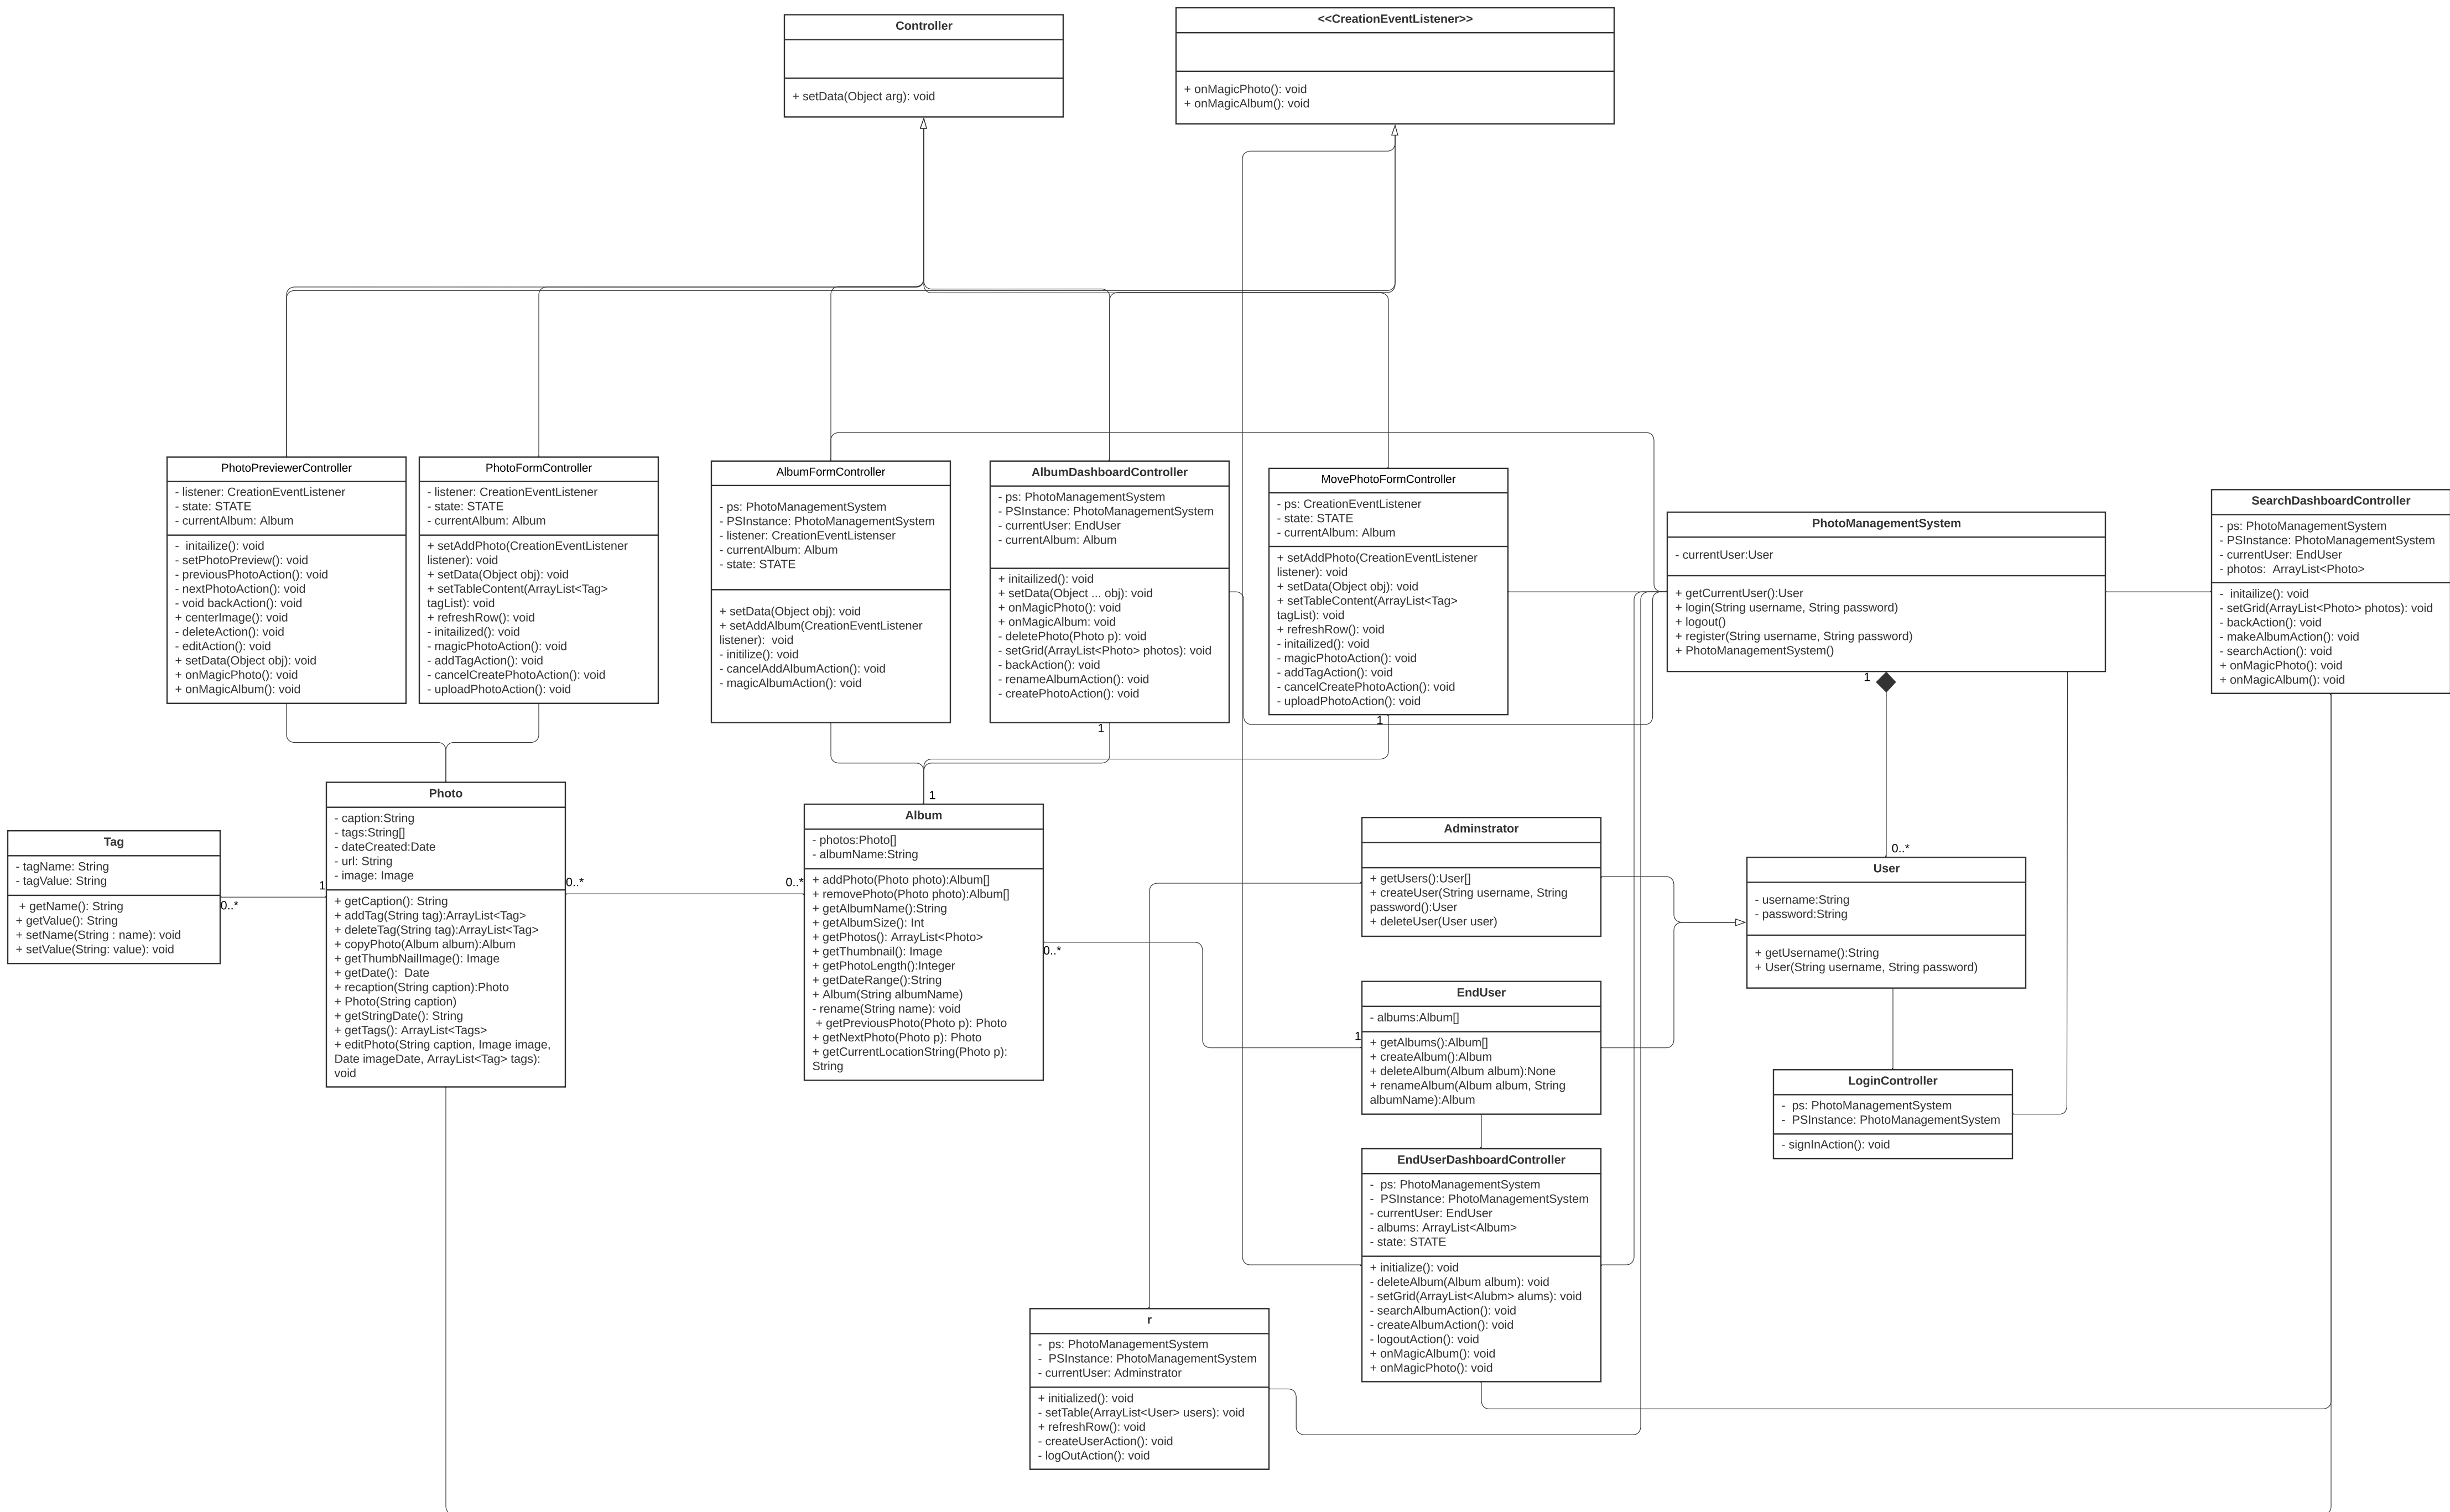 Controller
+ setData(Object arg): void
<<CreationEventListener>>
+ onMagicPhoto(): void
+ onMagicAlbum(): void
PhotoPreviewerController
- listener: CreationEventListener
- state: STATE
- currentAlbum: Album
-  initailize(): void
- setPhotoPreview(): void
- previousPhotoAction(): void
- nextPhotoAction(): void
- void backAction(): void
+ centerImage(): void
- deleteAction(): void
- editAction(): void
+ setData(Object obj): void
+ onMagicPhoto(): void
+ onMagicAlbum(): void
PhotoFormController
- listener: CreationEventListener
- state: STATE
- currentAlbum: Album
+ setAddPhoto(CreationEventListener
listener): void
+ setData(Object obj): void
+ setTableContent(ArrayList<Tag>
tagList): void
+ refreshRow(): void
- initailized(): void
- magicPhotoAction(): void
- addTagAction(): void
- cancelCreatePhotoAction(): void
- uploadPhotoAction(): void
AlbumFormController
- ps: PhotoManagementSystem
- PSInstance: PhotoManagementSystem
- listener: CreationEventListenser
- currentAlbum: Album
- state: STATE
+ setData(Object obj): void
+ setAddAlbum(CreationEventListener
listener):  void
- initilize(): void
- cancelAddAlbumAction(): void
- magicAlbumAction(): void
AlbumDashboardController
- ps: PhotoManagementSystem
- PSInstance: PhotoManagementSystem
- currentUser: EndUser
- currentAlbum: Album
+ initailized(): void
+ setData(Object ... obj): void
+ onMagicPhoto(): void
+ onMagicAlbum: void
- deletePhoto(Photo p): void
- setGrid(ArrayList<Photo> photos): void
- backAction(): void
- renameAlbumAction(): void
- createPhotoAction(): void
1
MovePhotoFormController
- ps: CreationEventListener
- state: STATE
- currentAlbum: Album
+ setAddPhoto(CreationEventListener
listener): void
+ setData(Object obj): void
+ setTableContent(ArrayList<Tag>
tagList): void
+ refreshRow(): void
- initailized(): void
- magicPhotoAction(): void
- addTagAction(): void
- cancelCreatePhotoAction(): void
- uploadPhotoAction(): void
1
PhotoManagementSystem
- currentUser:User
+ getCurrentUser():User
+ login(String username, String password)
+ logout()
+ register(String username, String password)
+ PhotoManagementSystem()
1
SearchDashboardController
- ps: PhotoManagementSystem
- PSInstance: PhotoManagementSystem
- currentUser: EndUser
- photos:  ArrayList<Photo>
-  initailize(): void
- setGrid(ArrayList<Photo> photos): void
- backAction(): void
- makeAlbumAction(): void
- searchAction(): void
+ onMagicPhoto(): void
+ onMagicAlbum(): void
Tag
- tagName: String
- tagValue: String
+ getName(): String
+ getValue(): String
+ setName(String : name): void
+ setValue(String: value): void
0..*
1
Photo
- caption:String
- tags:String[]
- dateCreated:Date
- url: String
- image: Image
+ getCaption(): String
+ addTag(String tag):ArrayList<Tag>
+ deleteTag(String tag):ArrayList<Tag>
+ copyPhoto(Album album):Album
+ getThumbNailImage(): Image
+ getDate():  Date
+ recaption(String caption):Photo
+ Photo(String caption)
+ getStringDate(): String
+ getTags(): ArrayList<Tags>
+ editPhoto(String caption, Image image,
Date imageDate, ArrayList<Tag> tags):
void
0..*
0..*
1
Album
- photos:Photo[]
- albumName:String
+ addPhoto(Photo photo):Album[]
+ removePhoto(Photo photo):Album[]
+ getAlbumName():String
+ getAlbumSize(): Int
+ getPhotos(): ArrayList<Photo>
+ getThumbnail(): Image
+ getPhotoLength():Integer
+ getDateRange():String
+ Album(String albumName)
- rename(String name): void
+ getPreviousPhoto(Photo p): Photo
+ getNextPhoto(Photo p): Photo
+ getCurrentLocationString(Photo p):
String
0..*
Adminstrator
+ getUsers():User[]
+ createUser(String username, String
password():User
+ deleteUser(User user)
0..*
User
- username:String
- password:String
+ getUsername():String
+ User(String username, String password)
1
EndUser
- albums:Album[]
+ getAlbums():Album[]
+ createAlbum():Album
+ deleteAlbum(Album album):None
+ renameAlbum(Album album, String
albumName):Album
LoginController
-  ps: PhotoManagementSystem
-  PSInstance: PhotoManagementSystem
- signInAction(): void
EndUserDashboardController
-  ps: PhotoManagementSystem
-  PSInstance: PhotoManagementSystem
- currentUser: EndUser
- albums: ArrayList<Album>
- state: STATE
+ initialize(): void
- deleteAlbum(Album album): void
- setGrid(ArrayList<Alubm> alums): void
- searchAlbumAction(): void
- createAlbumAction(): void
- logoutAction(): void
+ onMagicAlbum(): void
+ onMagicPhoto(): void
r
-  ps: PhotoManagementSystem
-  PSInstance: PhotoManagementSystem
- currentUser: Adminstrator
+ initialized(): void
- setTable(ArrayList<User> users): void
+ refreshRow(): void
- createUserAction(): void
- logOutAction(): void